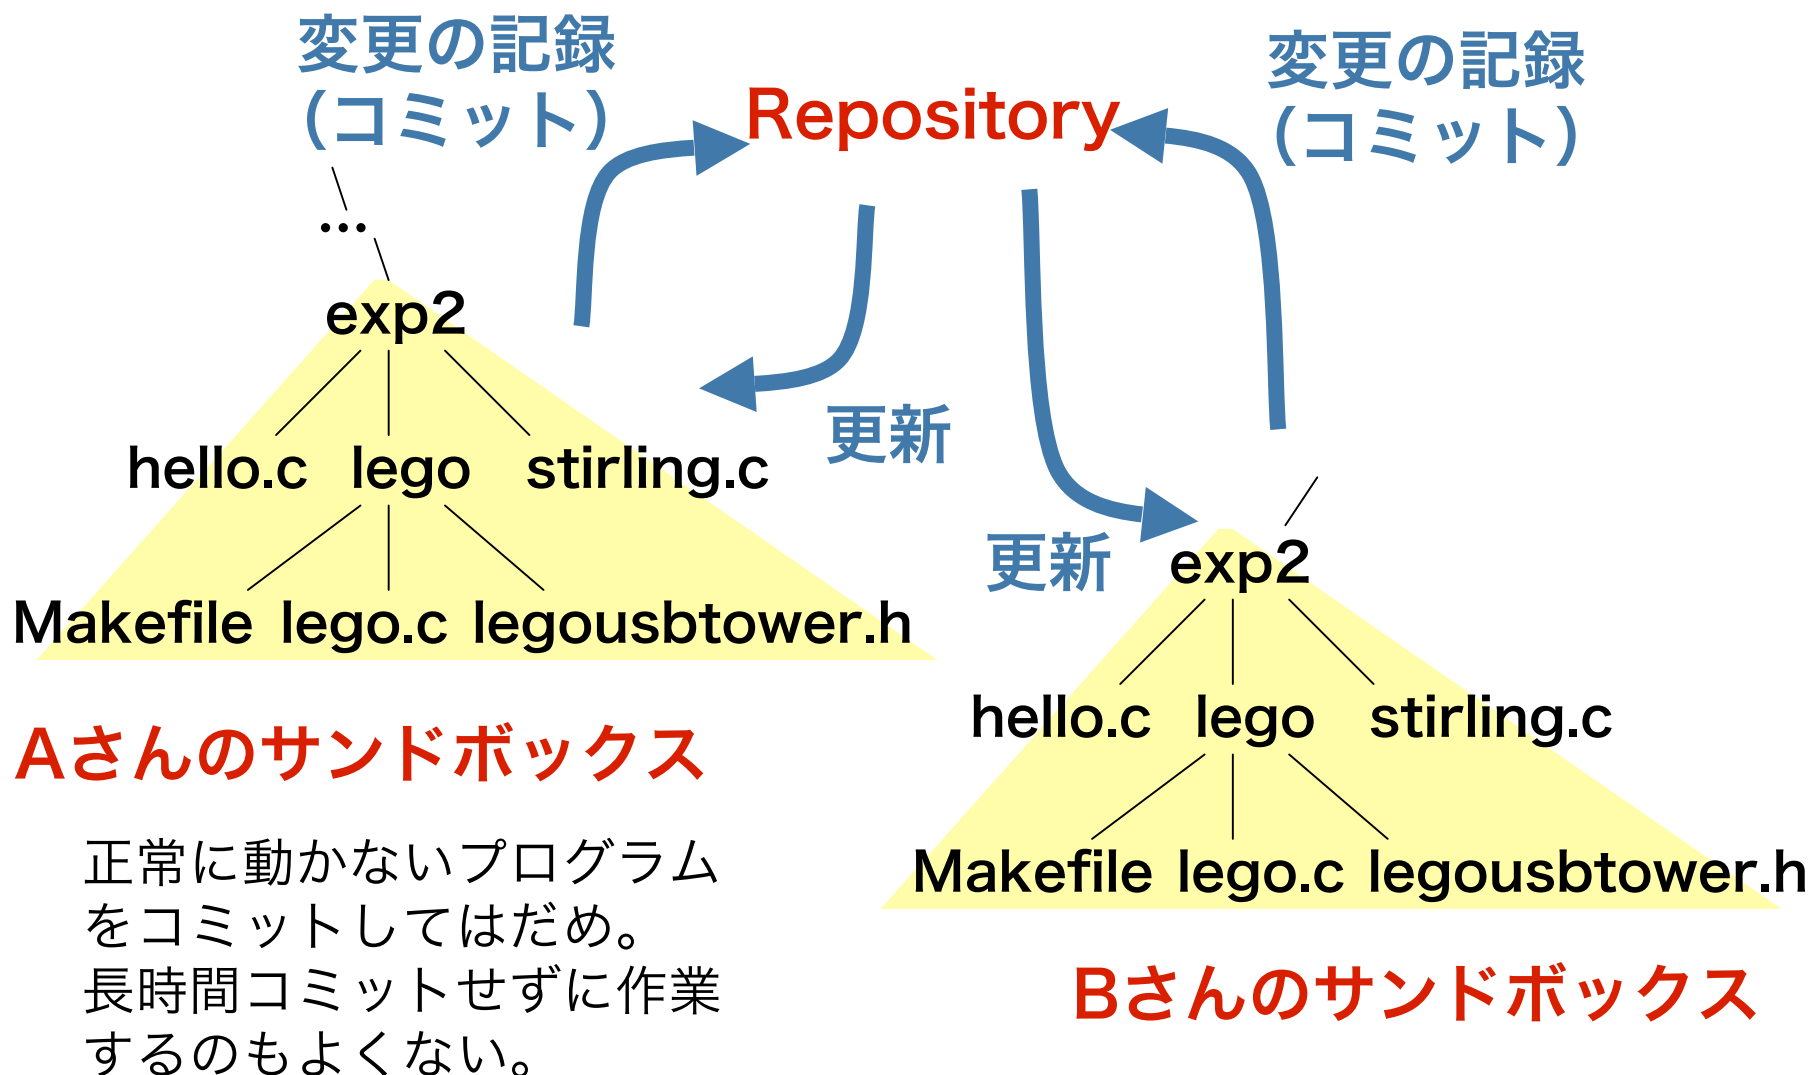 変更の記録
（コミット）
Repository
変更の記録
（コミット）
...
exp2
hello.c lego stirling.c
Makefile lego.c legousbtower.h
更新
更新
exp2
hello.c lego stirling.c
Makefile lego.c legousbtower.h
Aさんのサンドボックス
正常に動かないプログラム
をコミットしてはだめ。
長時間コミットせずに作業
するのもよくない。
Bさんのサンドボックス